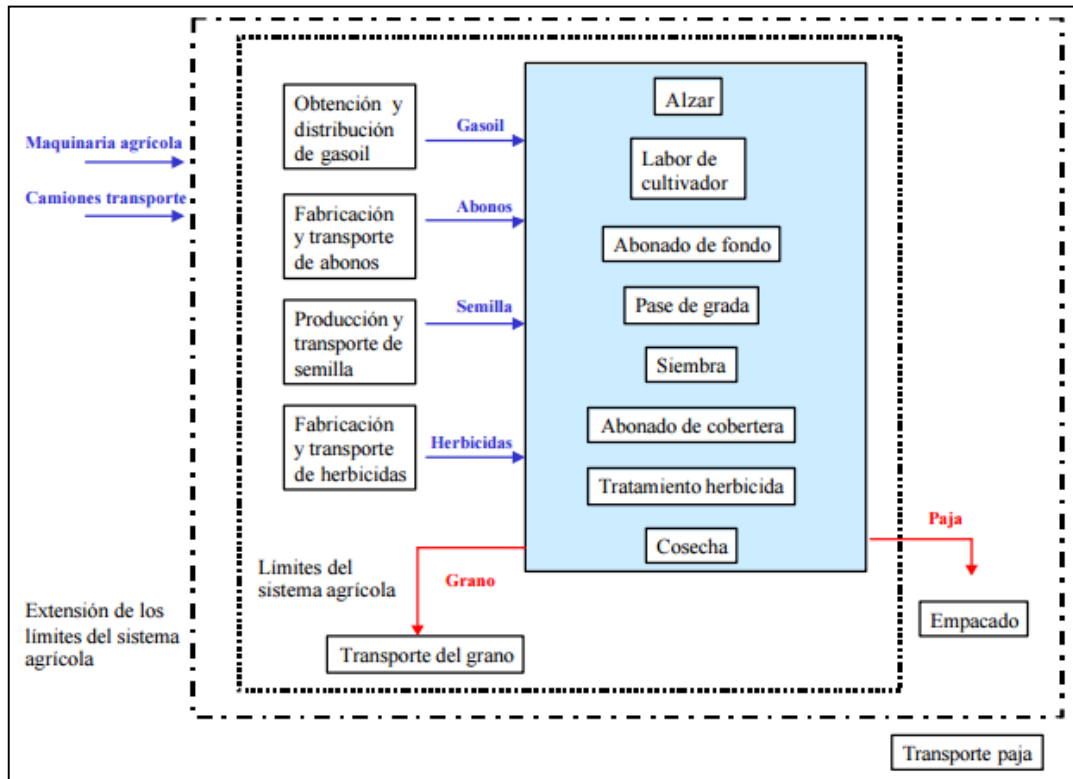 Maquinaria agrícola
Camiones transporte
Extensión de los
límites del sistema
agrícola
Obtención y
distribución
de gasoil
Gasoil
Fabricación
y transporte
de abonos
Abonos
Producción y
transporte de
semilla
Semilla
Fabricación
y transporte
de herbicidas
Herbicidas
Límites del
sistema agrícola
Grano
Transporte del grano
Alzar
Labor de
cultivador
Abonado de fondo
Pase de grada
Siembra
Abonado de cobertera
Tratamiento herbicida
Cosecha
Paja
Empacado
Transporte paja